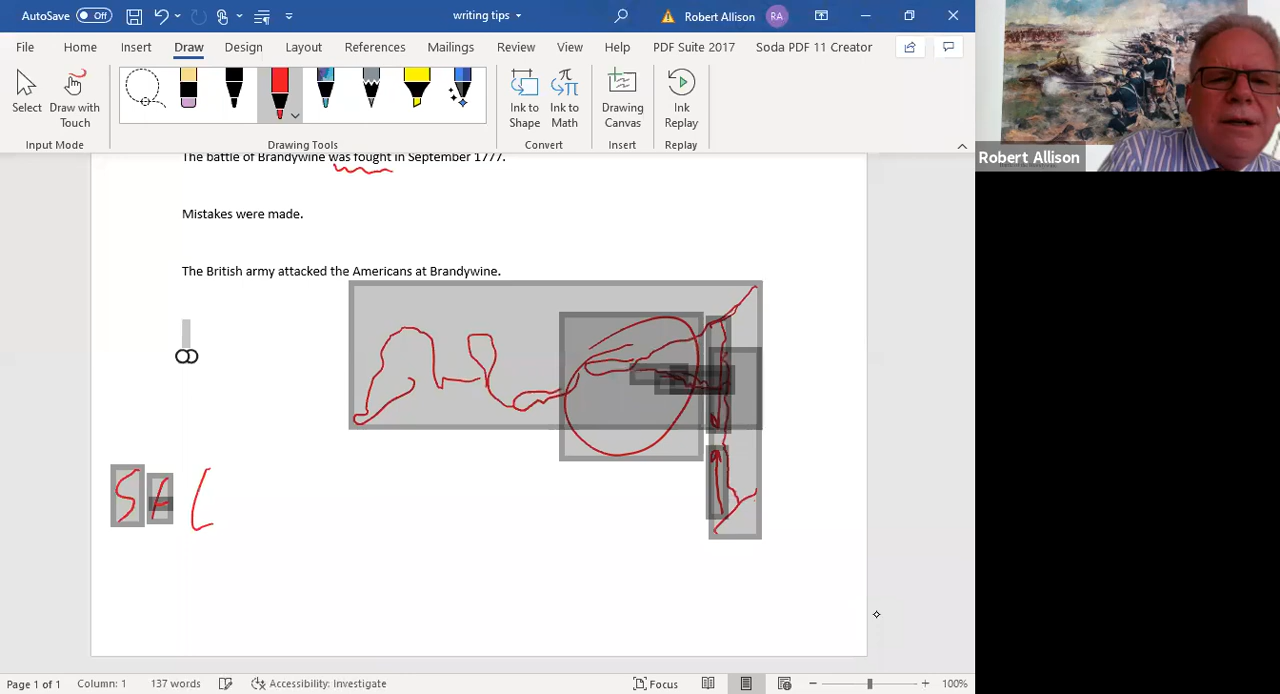 AutoSave Off writing tips Robert Allison RA
File Home Insert Draw Design Layout References Mailings Review View Help PDF Suite 2017 Soda PDF 11 Creator
Select Draw with Touch Ink to Shape Ink to Math Drawing Canvas Ink Replay
Input Mode Drawing Tools Convert Insert Replay
Robert Allison
The battle of Brandywine was fought in September 1777.
Mistakes were made.
The British army attacked the Americans at Brandywine.
S A
Page 1 of 1 Column: 1 137 words Accessibility: Investigate Focus 100%